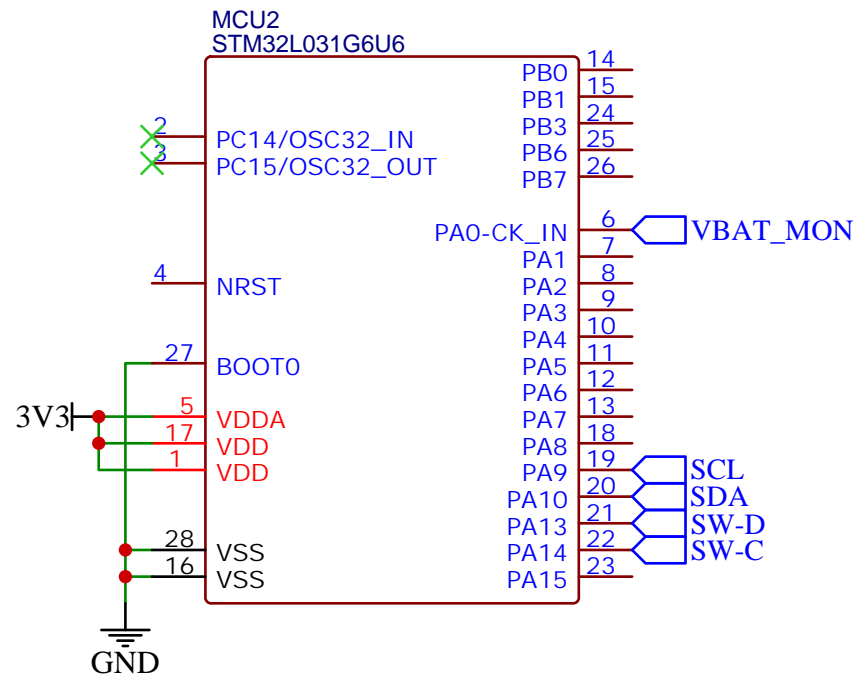 MCU2
STM32L031G6U6
2 PC14/OSC32_IN
3 PC15/OSC32_OUT
4 NRST
27 BOOT0
3V3
5 VDDA
17 VDD
1 VDD
28 VSS
16 VSS
GND
PB0 14
PB1 15
PB3 24
PB6 25
PB7 26
PA0-CK_IN 6 VBAT_MON
PA1 7
PA2 8
PA3 9
PA4 10
PA5 11
PA6 12
PA7 13
PA8 18
PA9 19 SCL
PA10 20 SDA
PA13 21 SW-D
PA14 22 SW-C
PA15 23